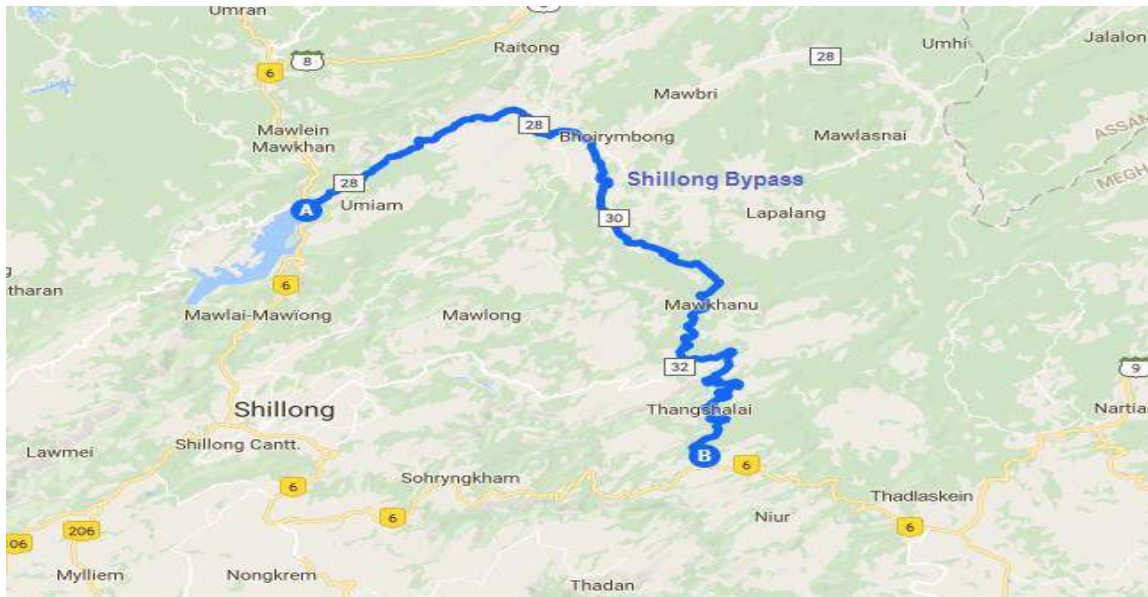 Umran
8
Raitong
Umhi
Jalalon
6
8
28
Mawbri
28
Mawlein
Mawkhan
Bhoirymbong
Mawlasnai
ASSAM
MEGH
28
Shillong Bypass
A
Umiam
30
Lapalang
g
tharan
6
Mawlai-Mawïong
Mawlong
Mawkhanu
32
9
Shillong
Thangshalai
Nartia
Shillong Cantt.
Lawmei
B
6
Sohryngkham
6
Thadlaskein
6
Niur
6
206
06
Mylliem
Nongkrem
Thadan